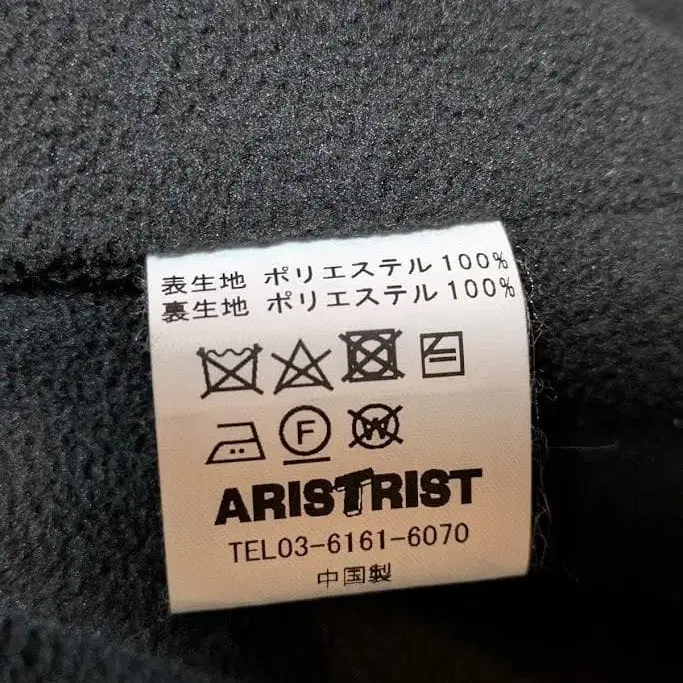 表生地 ポリエステル100%
裏生地 ポリエステル100%
F W
ARISTRIST
TEL03-6161-6070
中国製